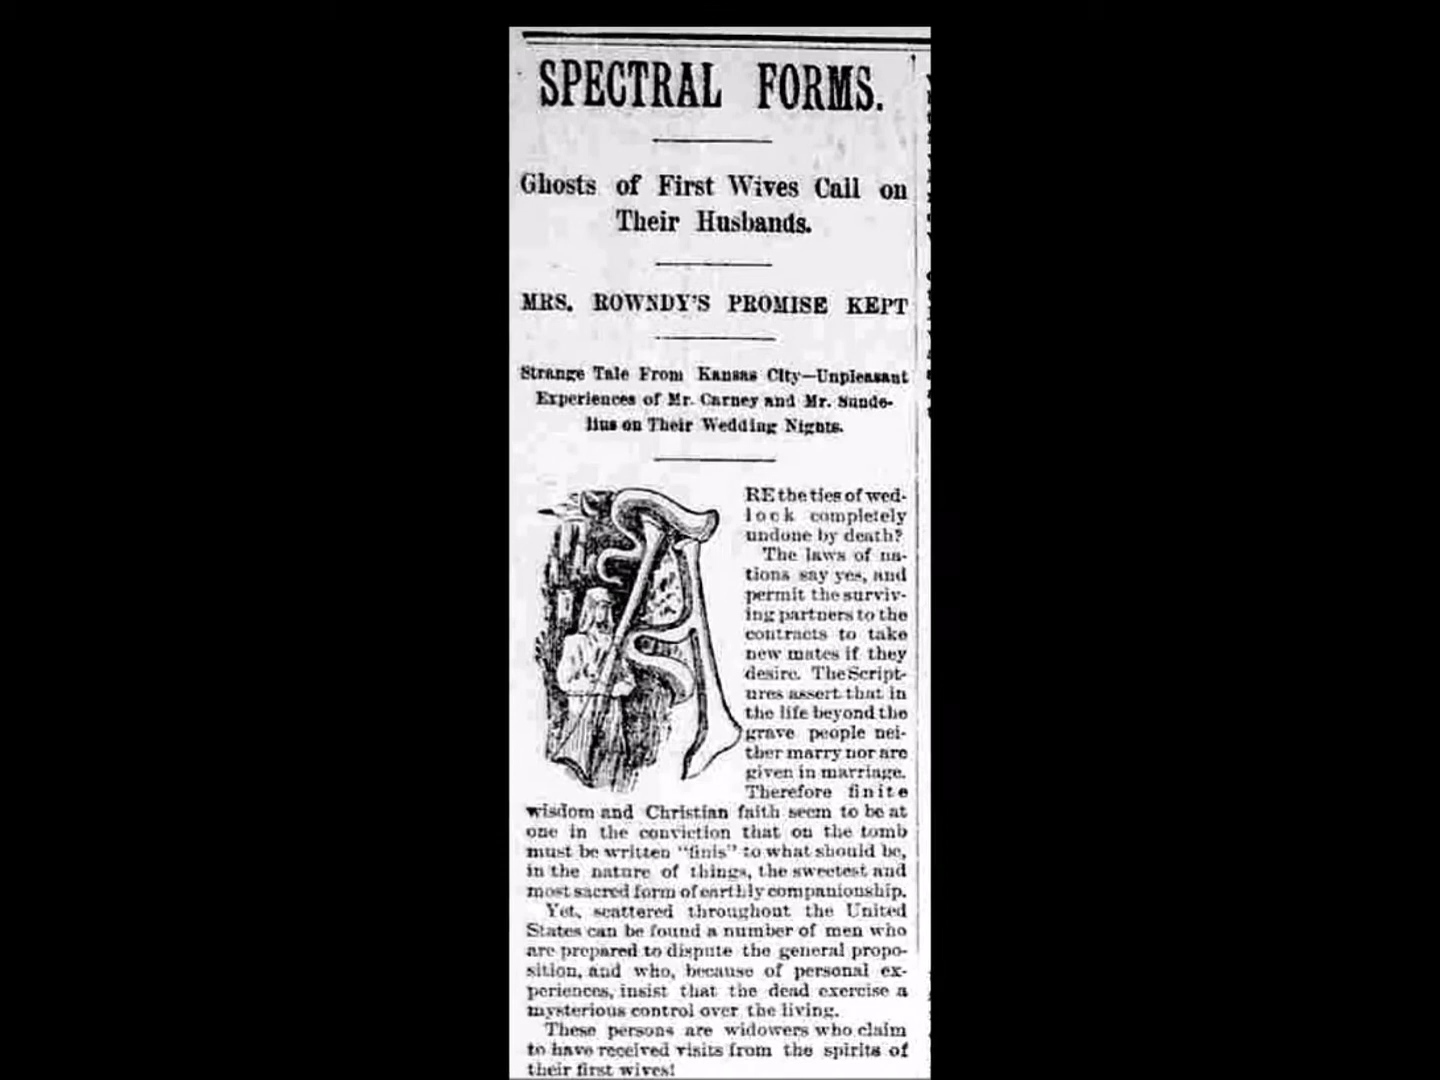 SPECTRAL FORMS.
Ghosts of First Wives Call on
Their Husbands.
MRS. ROWNDY'S PROMISE KEPT
Strange Tale From Kansas City—Unpleasant
Experiences of Mr. Carney and Mr. Sunde-
lius on Their Wedding Nights.
A
RE the ties of wed-
lock completely
undone by death?
The laws of na-
tions say yes, and
permit the surviv-
ing partners to the
contracts to take
new mates if they
desire. The Script-
ures assert that in
the life beyond the
grave people nei-
ther marry nor are
given in marriage.
Therefore finite
wisdom and Christian faith seem to be at
one in the conviction that on the tomb
must be written "finis" to what should be,
in the nature of things, the sweetest and
most sacred form of earthly companionship.
Yet, scattered throughout the United
States can be found a number of men who
are prepared to dispute the general propo-
sition, and who, because of personal ex-
periences, insist that the dead exercise a
mysterious control over the living.
These persons are widowers who claim
to have received visits from the spirits of
their first wives!